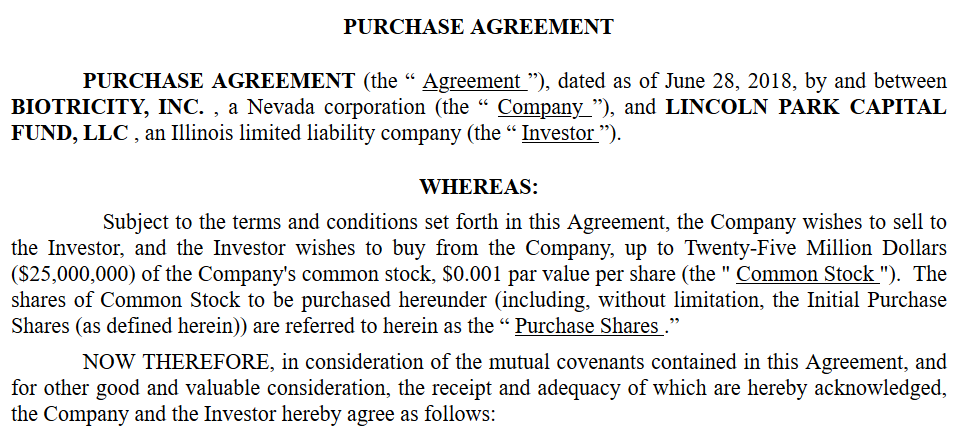 PURCHASE AGREEMENT
PURCHASE AGREEMENT (the “ Agreement ”), dated as of June 28, 2018, by and between
BIOTRICITY, INC. , a Nevada corporation (the “ Company ”), and LINCOLN PARK CAPITAL
FUND, LLC , an Illinois limited liability company (the “ Investor ”).
WHEREAS:
Subject to the terms and conditions set forth in this Agreement, the Company wishes to sell to
the Investor, and the Investor wishes to buy from the Company, up to Twenty-Five Million Dollars
($25,000,000) of the Company's common stock, $0.001 par value per share (the " Common Stock "). The
shares of Common Stock to be purchased hereunder (including, without limitation, the Initial Purchase
Shares (as defined herein)) are referred to herein as the “ Purchase Shares .”
NOW THEREFORE, in consideration of the mutual covenants contained in this Agreement, and
for other good and valuable consideration, the receipt and adequacy of which are hereby acknowledged,
the Company and the Investor hereby agree as follows: